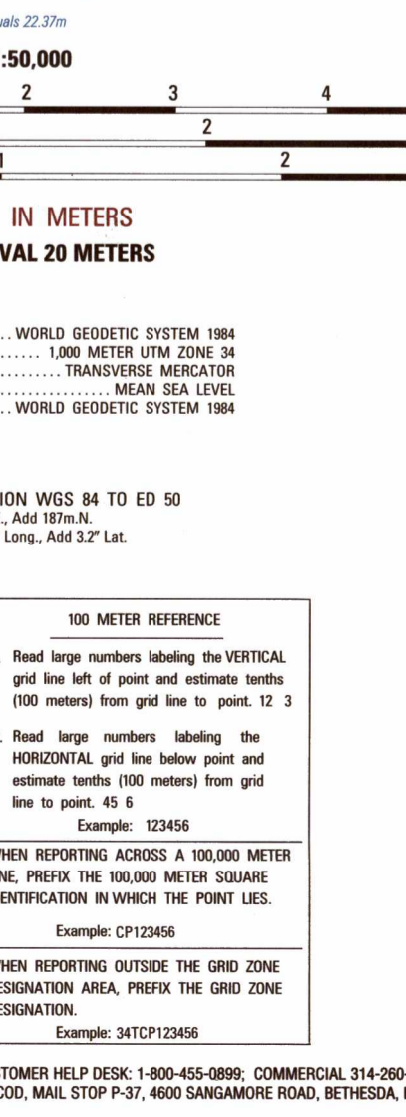 uals 22.37m
:50,000
2 3 4
2
1 2
IN METERS
VAL 20 METERS
.. WORLD GEODETIC SYSTEM 1984
...... 1,000 METER UTM ZONE 34
......... TRANSVERSE MERCATOR
................ MEAN SEA LEVEL
.. WORLD GEODETIC SYSTEM 1984
ION WGS 84 TO ED 50
., Add 187m.N.
Long., Add 3.2" Lat.
100 METER REFERENCE
Read large numbers labeling the VERTICAL
grid line left of point and estimate tenths
(100 meters) from grid line to point. 12 3
. Read large numbers labeling the
HORIZONTAL grid line below point and
estimate tenths (100 meters) from grid
line to point. 45 6
Example: 123456
HEN REPORTING ACROSS A 100,000 METER
NE, PREFIX THE 100,000 METER SQUARE
ENTIFICATION IN WHICH THE POINT LIES.
Example: CP123456
HEN REPORTING OUTSIDE THE GRID ZONE
ESIGNATION AREA, PREFIX THE GRID ZONE
ESIGNATION.
Example: 34TCP123456
TOMER HELP DESK: 1-800-455-0899; COMMERCIAL 314-260-
COD, MAIL STOP P-37, 4600 SANGAMORE ROAD, BETHESDA,